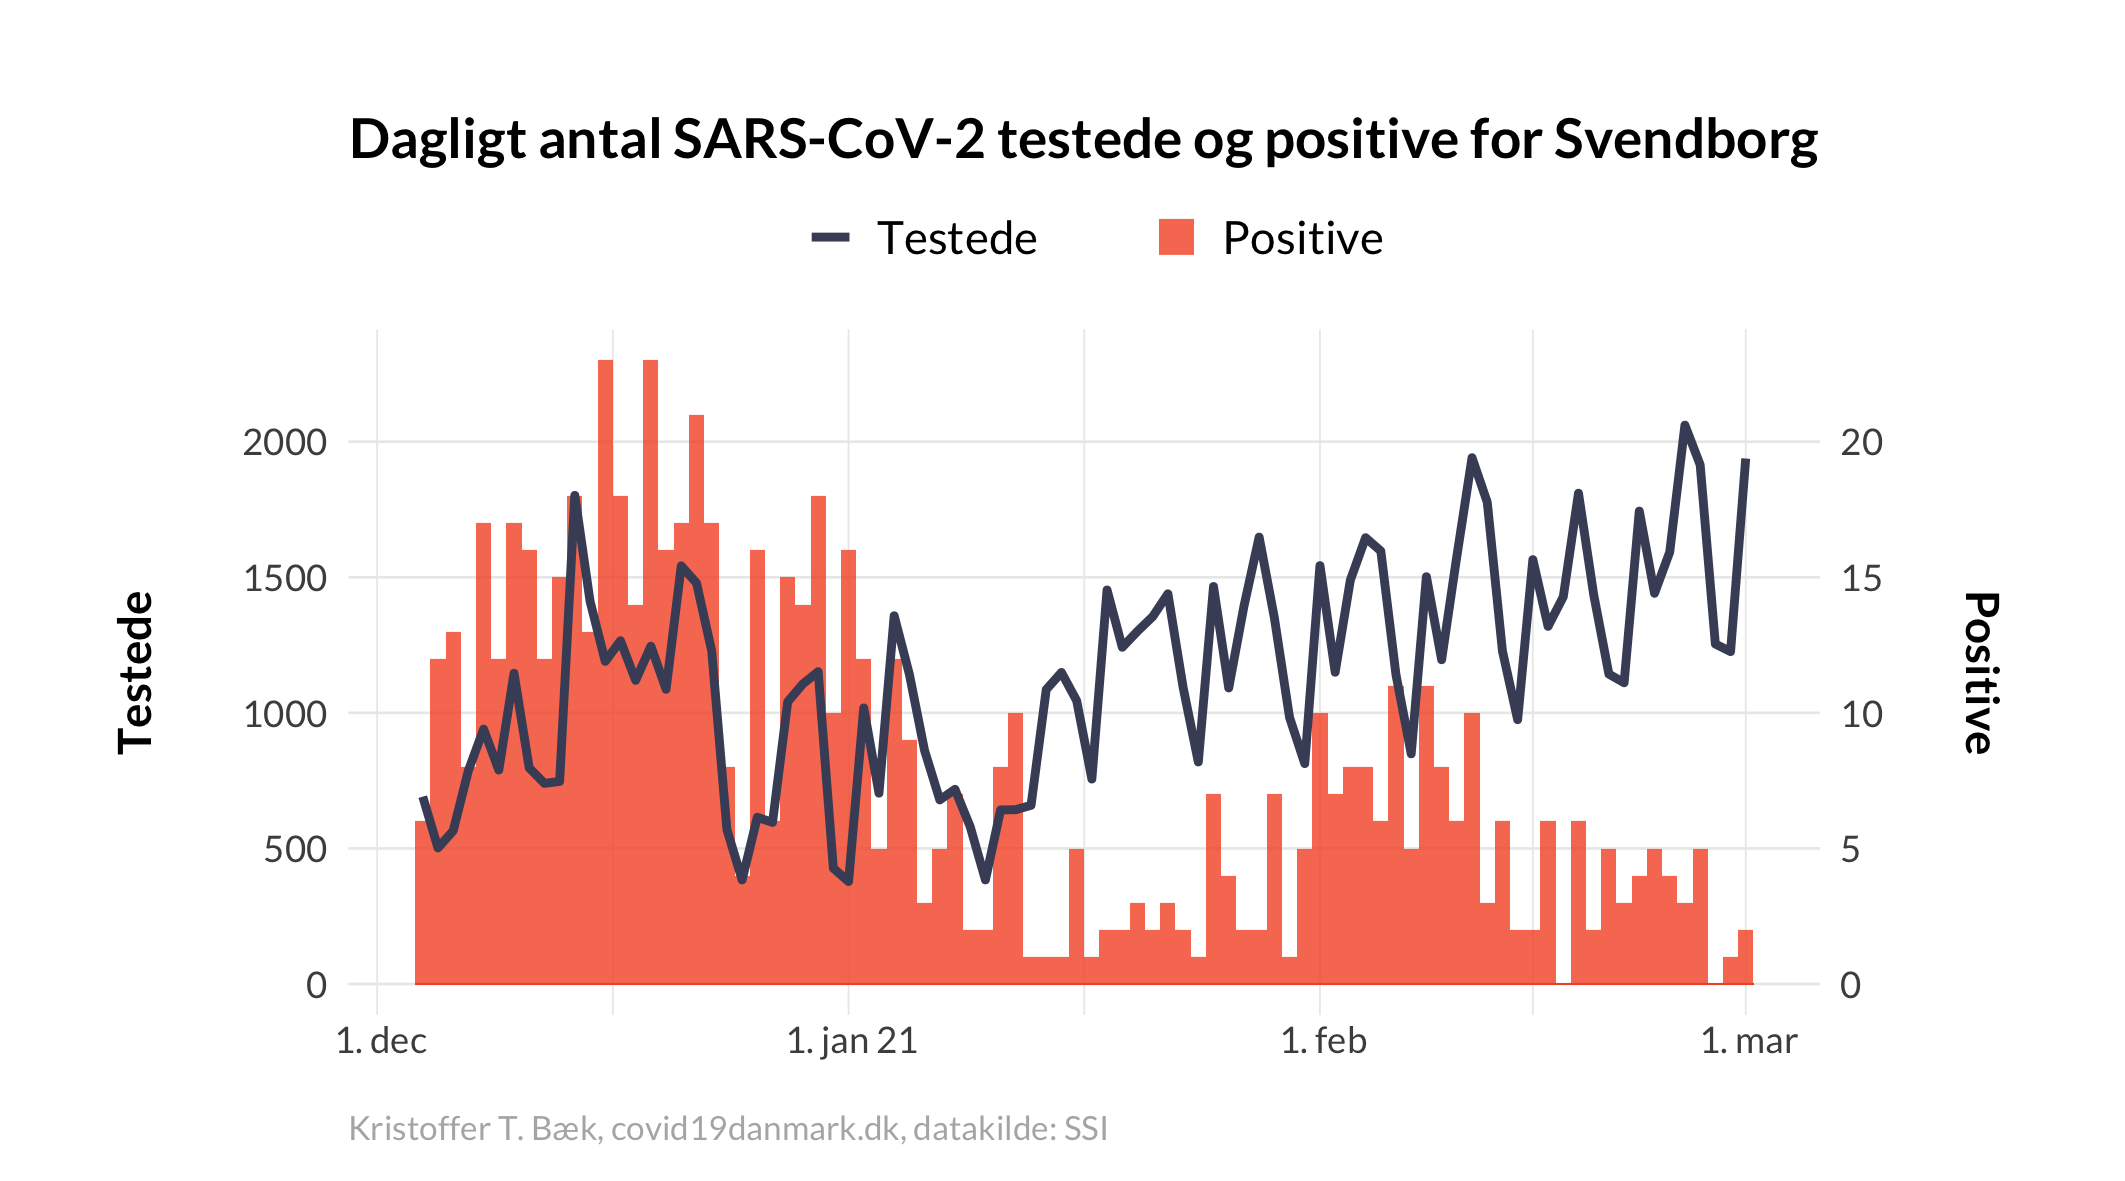 Dagligt antal SARS-CoV-2 testede og positive for Svendborg
Testede
Positive
Testede
2000
1500
1000
500
0
20
15
10
5
0
Positive
1. dec
1. jan 21
1. feb
1. mar
Kristoffer T. Bæk, covid19danmark.dk, datakilde: SSI